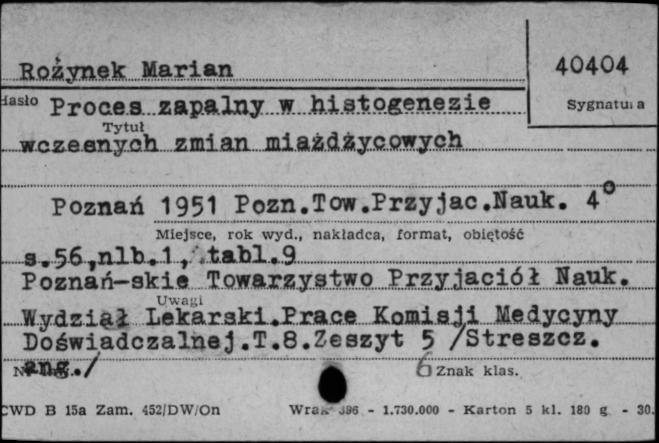 Rożynek Marian
40404
Hasło Proces zapalny w histogenezie
Sygnatura
Tytuł
wczesnych zmian miażdżycowych
Poznań 1951 Pozn.Tow.Przyjac.Nauk. 4°
Miejsce, rok wyd., nakładca, format, objętość
s.56,nlb.1, tabl.9
Poznań-skie Towarzystwo Przyjaciół Nauk.
Uwagi
Wydział Lekarski.Prace Komisji Medycyny
Doświadczalnej.T.8.Zeszyt 5 /Streszcz.
ang./
6 Znak klas.
CWD B 15a Zam. 452/DW/On Wrak 396 - 1.730.000 - Karton 5 kl. 180 g - 30.